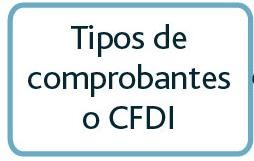 Tipos de
comprobantes
o CFDI